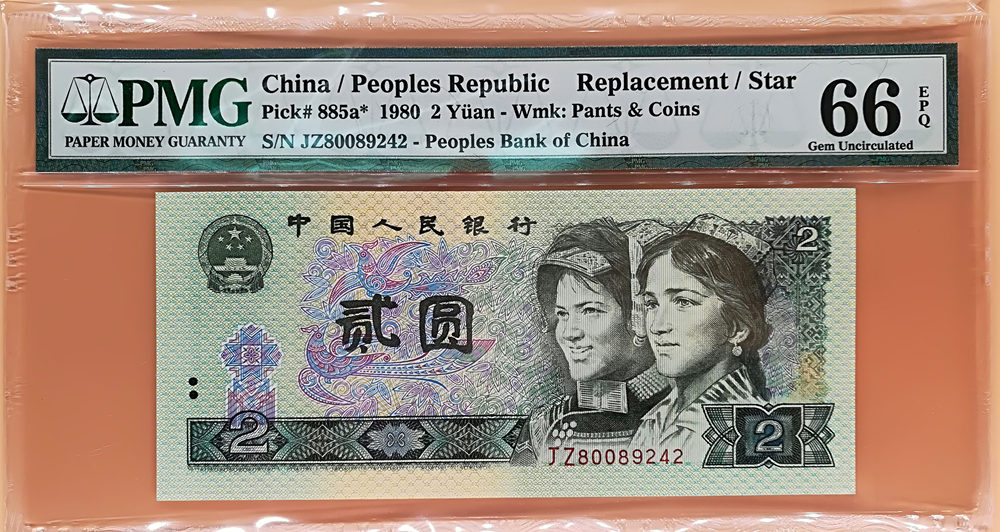 PMG
PAPER MONEY GUARANTY
China / Peoples Republic Replacement / Star
Pick# 885a* 1980 2 Yüan - Wmk: Pants & Coins
S/N JZ80089242 - Peoples Bank of China
66
EPQ
Gem Uncirculated
中国人民银行
2
贰圆
2
2
JZ80089242